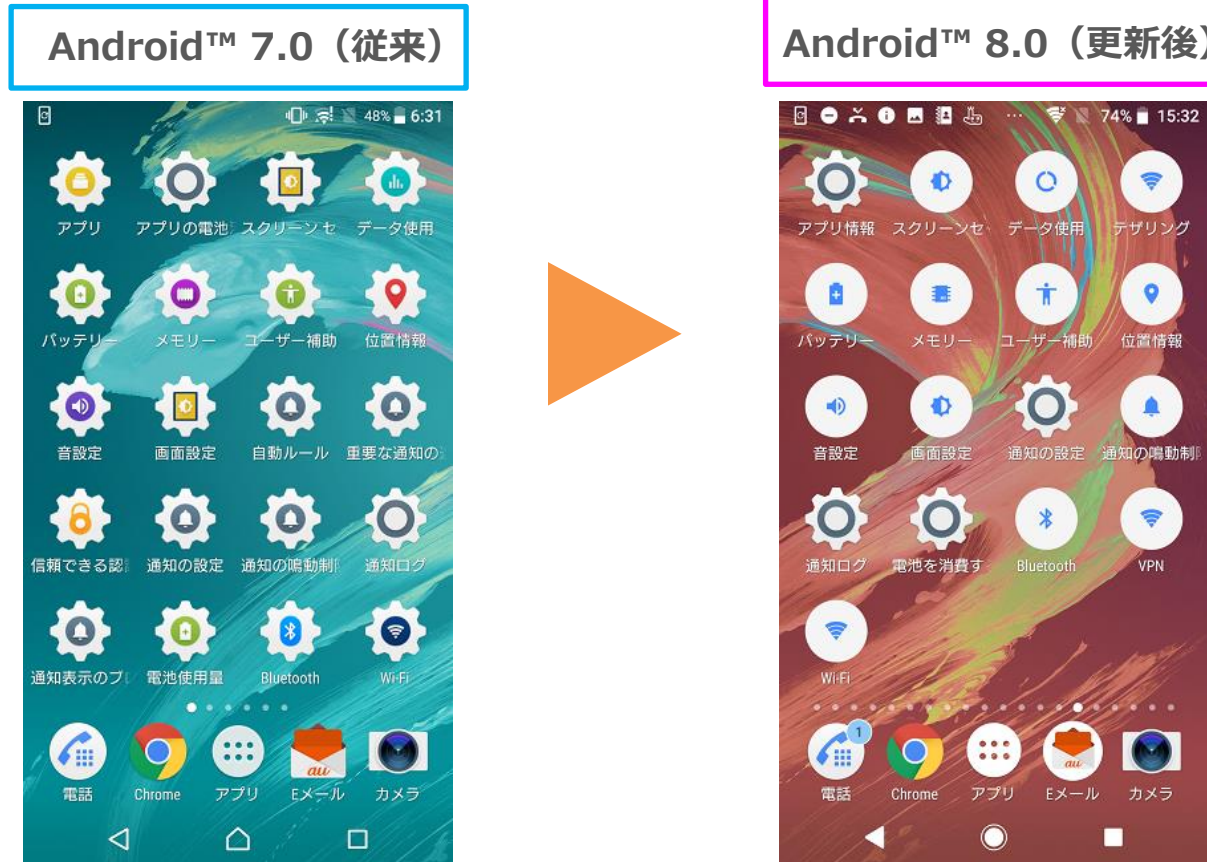 Android™ 7.0（従来）
Android™ 8.0（更新後）
48% 6:31
アプリ アプリの電池 スクリーンセ データ使用
バッテリー メモリー ユーザー補助 位置情報
音設定 画面設定 自動ルール 重要な通知の
信頼できる認 通知の設定 通知の鳴動制 通知ログ
通知表示のブ 電池使用量 Bluetooth Wi-Fi
au
電話 Chrome アプリ Eメール カメラ
74% 15:32
アプリ情報 スクリーンセ データ使用 テザリング
バッテリー メモリー ユーザー補助 位置情報
音設定 画面設定 通知の設定 通知の鳴動制
通知ログ 電池を消費す Bluetooth VPN
Wi-Fi
1
au
電話 Chrome アプリ Eメール カメラ